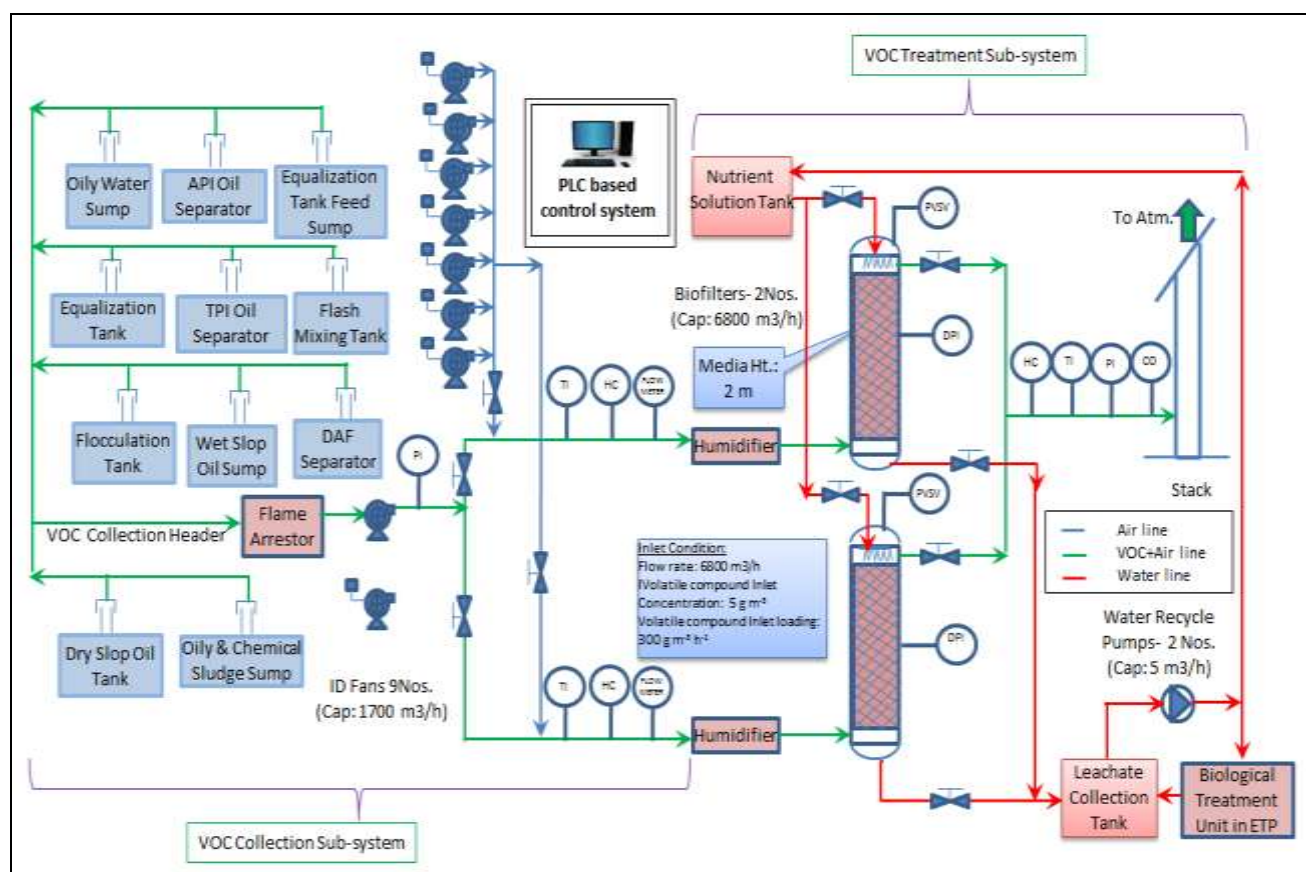 VOC Treatment Sub-system
Oily Water
Sump
API Oil
Separator
Equalization
Tank Feed
Sump
PLC based
control system
Nutrient
Solution Tank
PVSV
To Atm.
Equalization
Tank
TPI Oil
Separator
Flash
Mixing Tank
Biofilters- 2Nos.
(Cap: 6800 m3/h)
DPI
Media Ht.:
2 m
TI
HC
FLOW
METER
HC
TI
PI
CO
Flocculation
Tank
Wet Slop
Oil Sump
DAF
Separator
PI
Humidifier
Stack
VOC Collection Header
Flame
Arrestor
PVSV
Air line
VOC+Air line
Water line
Inlet Condition:
Flow rate: 6800 m3/h
IVolatile compound Inlet
Concentration: 5 g m⁻³
Volatile compound Inlet loading:
300 g m⁻³ h⁻¹
Dry Slop Oil
Tank
Oily & Chemical
Sludge Sump
DPI
Water Recycle
Pumps- 2 Nos.
(Cap: 5 m3/h)
ID Fans 9Nos.
(Cap: 1700 m3/h)
TI
HC
FLOW
METER
Humidifier
Leachate
Collection
Tank
Biological
Treatment
Unit in ETP
VOC Collection Sub-system